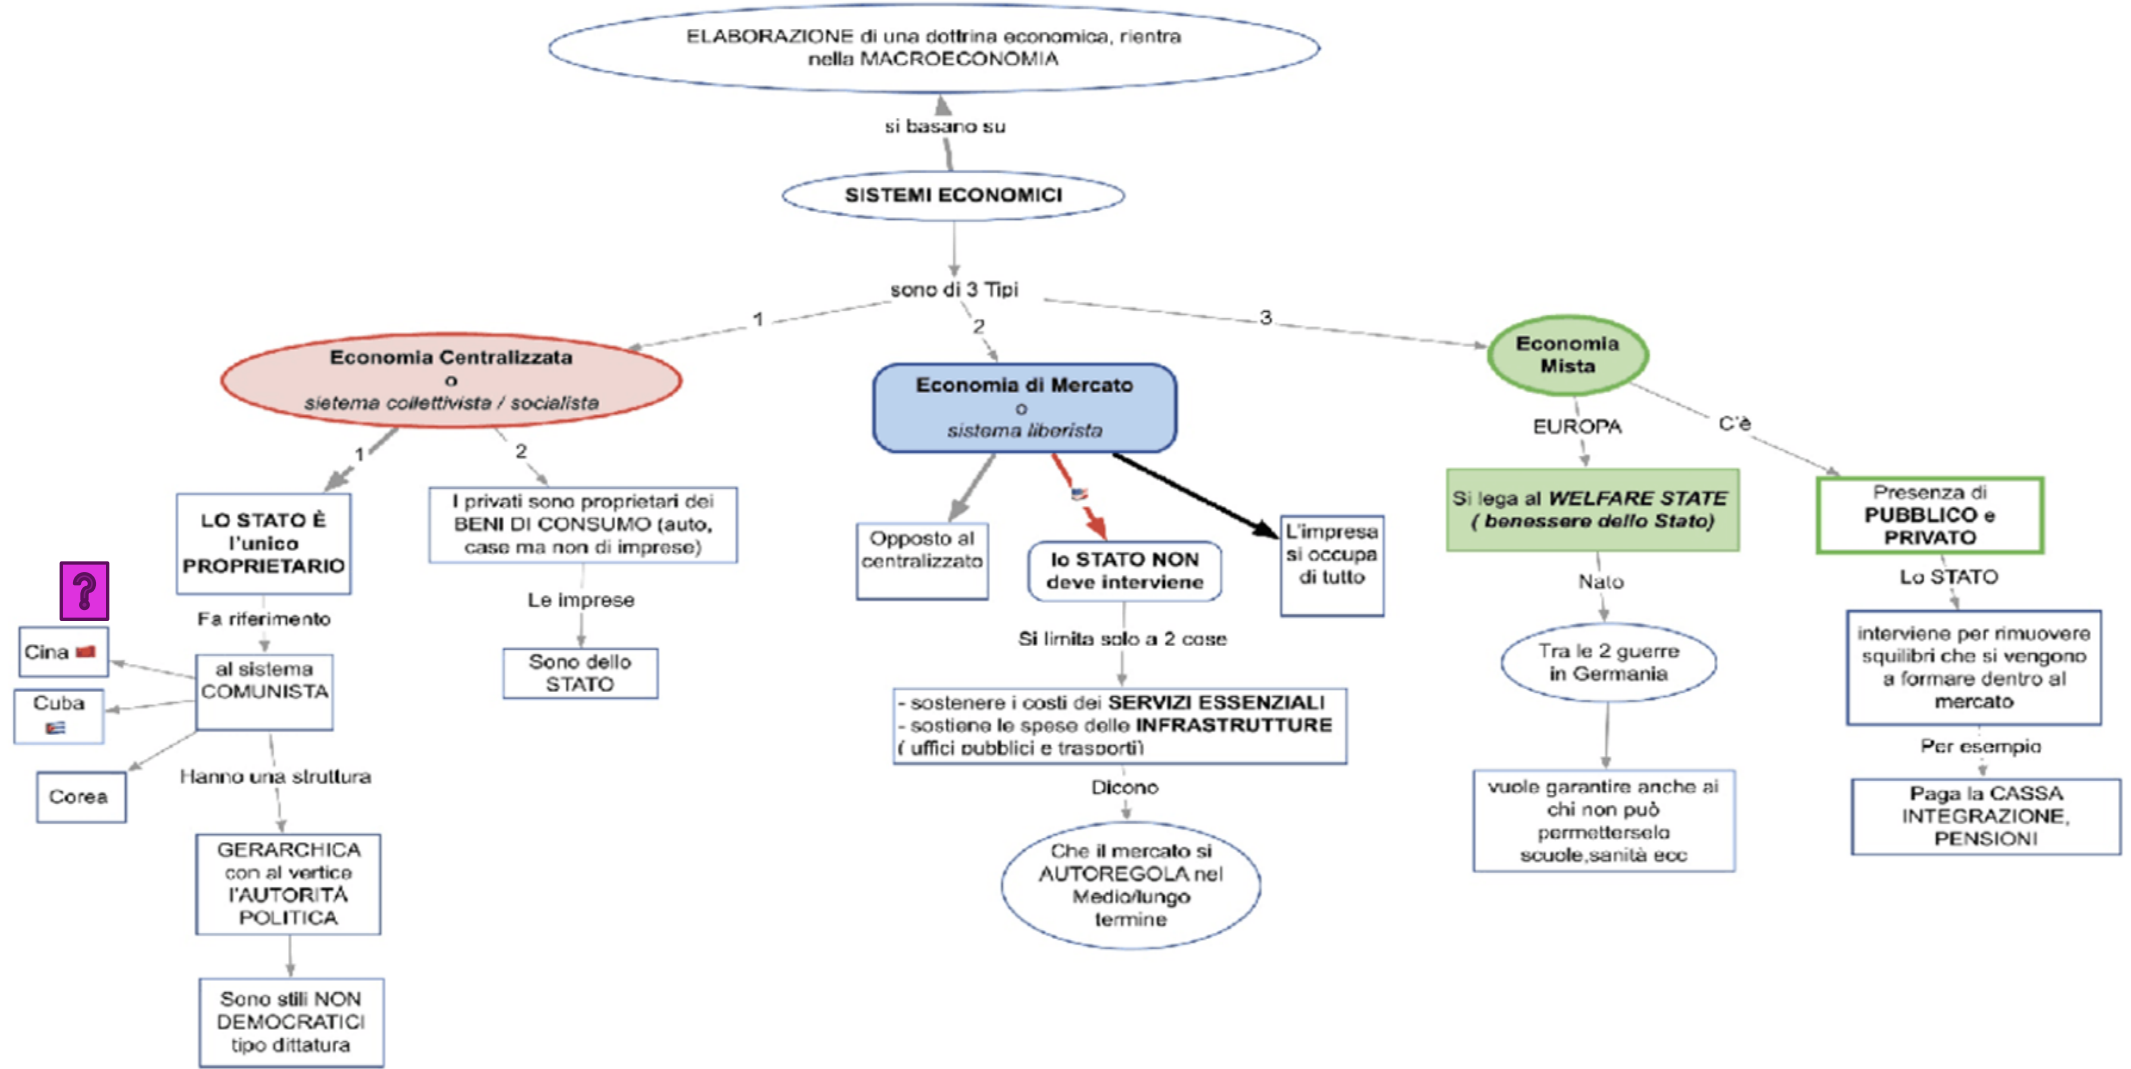 ELABORAZIONE di una dottrina economica, rientra
nella MACROECONOMIA
si basano su
SISTEMI ECONOMICI
sono di 3 Tipi
1
2
3
Economia Centralizzata
o
sietema collettivista / socialista
1
2
LO STATO È
l'unico
PROPRIETARIO
I privati sono proprietari dei
BENI DI CONSUMO (auto,
case ma non di imprese)
?
Fa riferimento
Le imprese
Cina
Cuba
Corea
al sistema
COMUNISTA
Sono dello
STATO
Hanno una struttura
GERARCHICA
con al vertice
l'AUTORITÀ
POLITICA
Sono stili NON
DEMOCRATICI
tipo dittatura
Economia di Mercato
o
sistema liberista
Opposto al
centralizzato
lo STATO NON
deve interviene
L'impresa
si occupa
di tutto
Si limita solo a 2 cose
- sostenere i costi dei SERVIZI ESSENZIALI
- sostiene le spese delle INFRASTRUTTURE
( uffici pubblici e trasporti)
Dicono
Che il mercato si
AUTOREGOLA nel
Medio/lungo
termine
Economia
Mista
EUROPA
C'è
Si lega al WELFARE STATE
( benessere dello Stato)
Nato
Tra le 2 guerre
in Germania
vuole garantire anche ai
chi non può
permetterselo
scuole,sanità ecc
Presenza di
PUBBLICO e
PRIVATO
Lo STATO
interviene per rimuovere
squilibri che si vengono
a formare dentro al
mercato
Per esempio
Paga la CASSA
INTEGRAZIONE,
PENSIONI